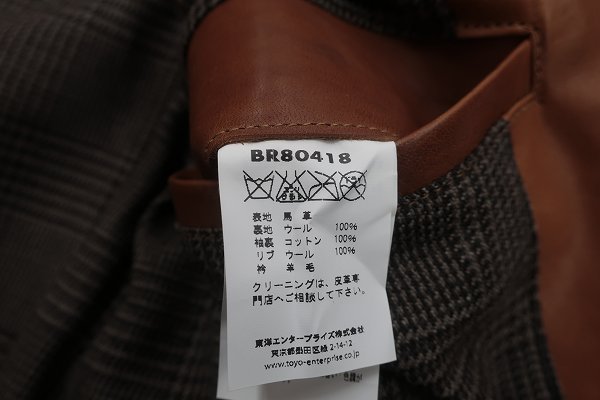 BR80418
表地 馬 革
裏地 ウール 100%
袖裏 コットン 100%
リブ ウール 100%
衿 羊毛
クリーニングは、皮革専
門店へご相談して下さい。
東洋エンタープライズ株式会社
東京都墨田区緑2-14-12
www.toyo-enterprise.co.jp